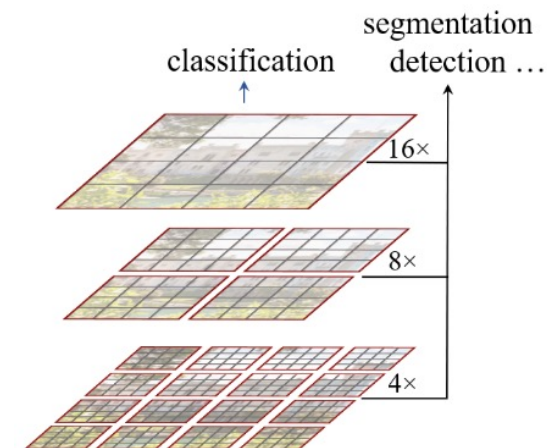 segmentation
classification
detection ...
16×
8×
4×